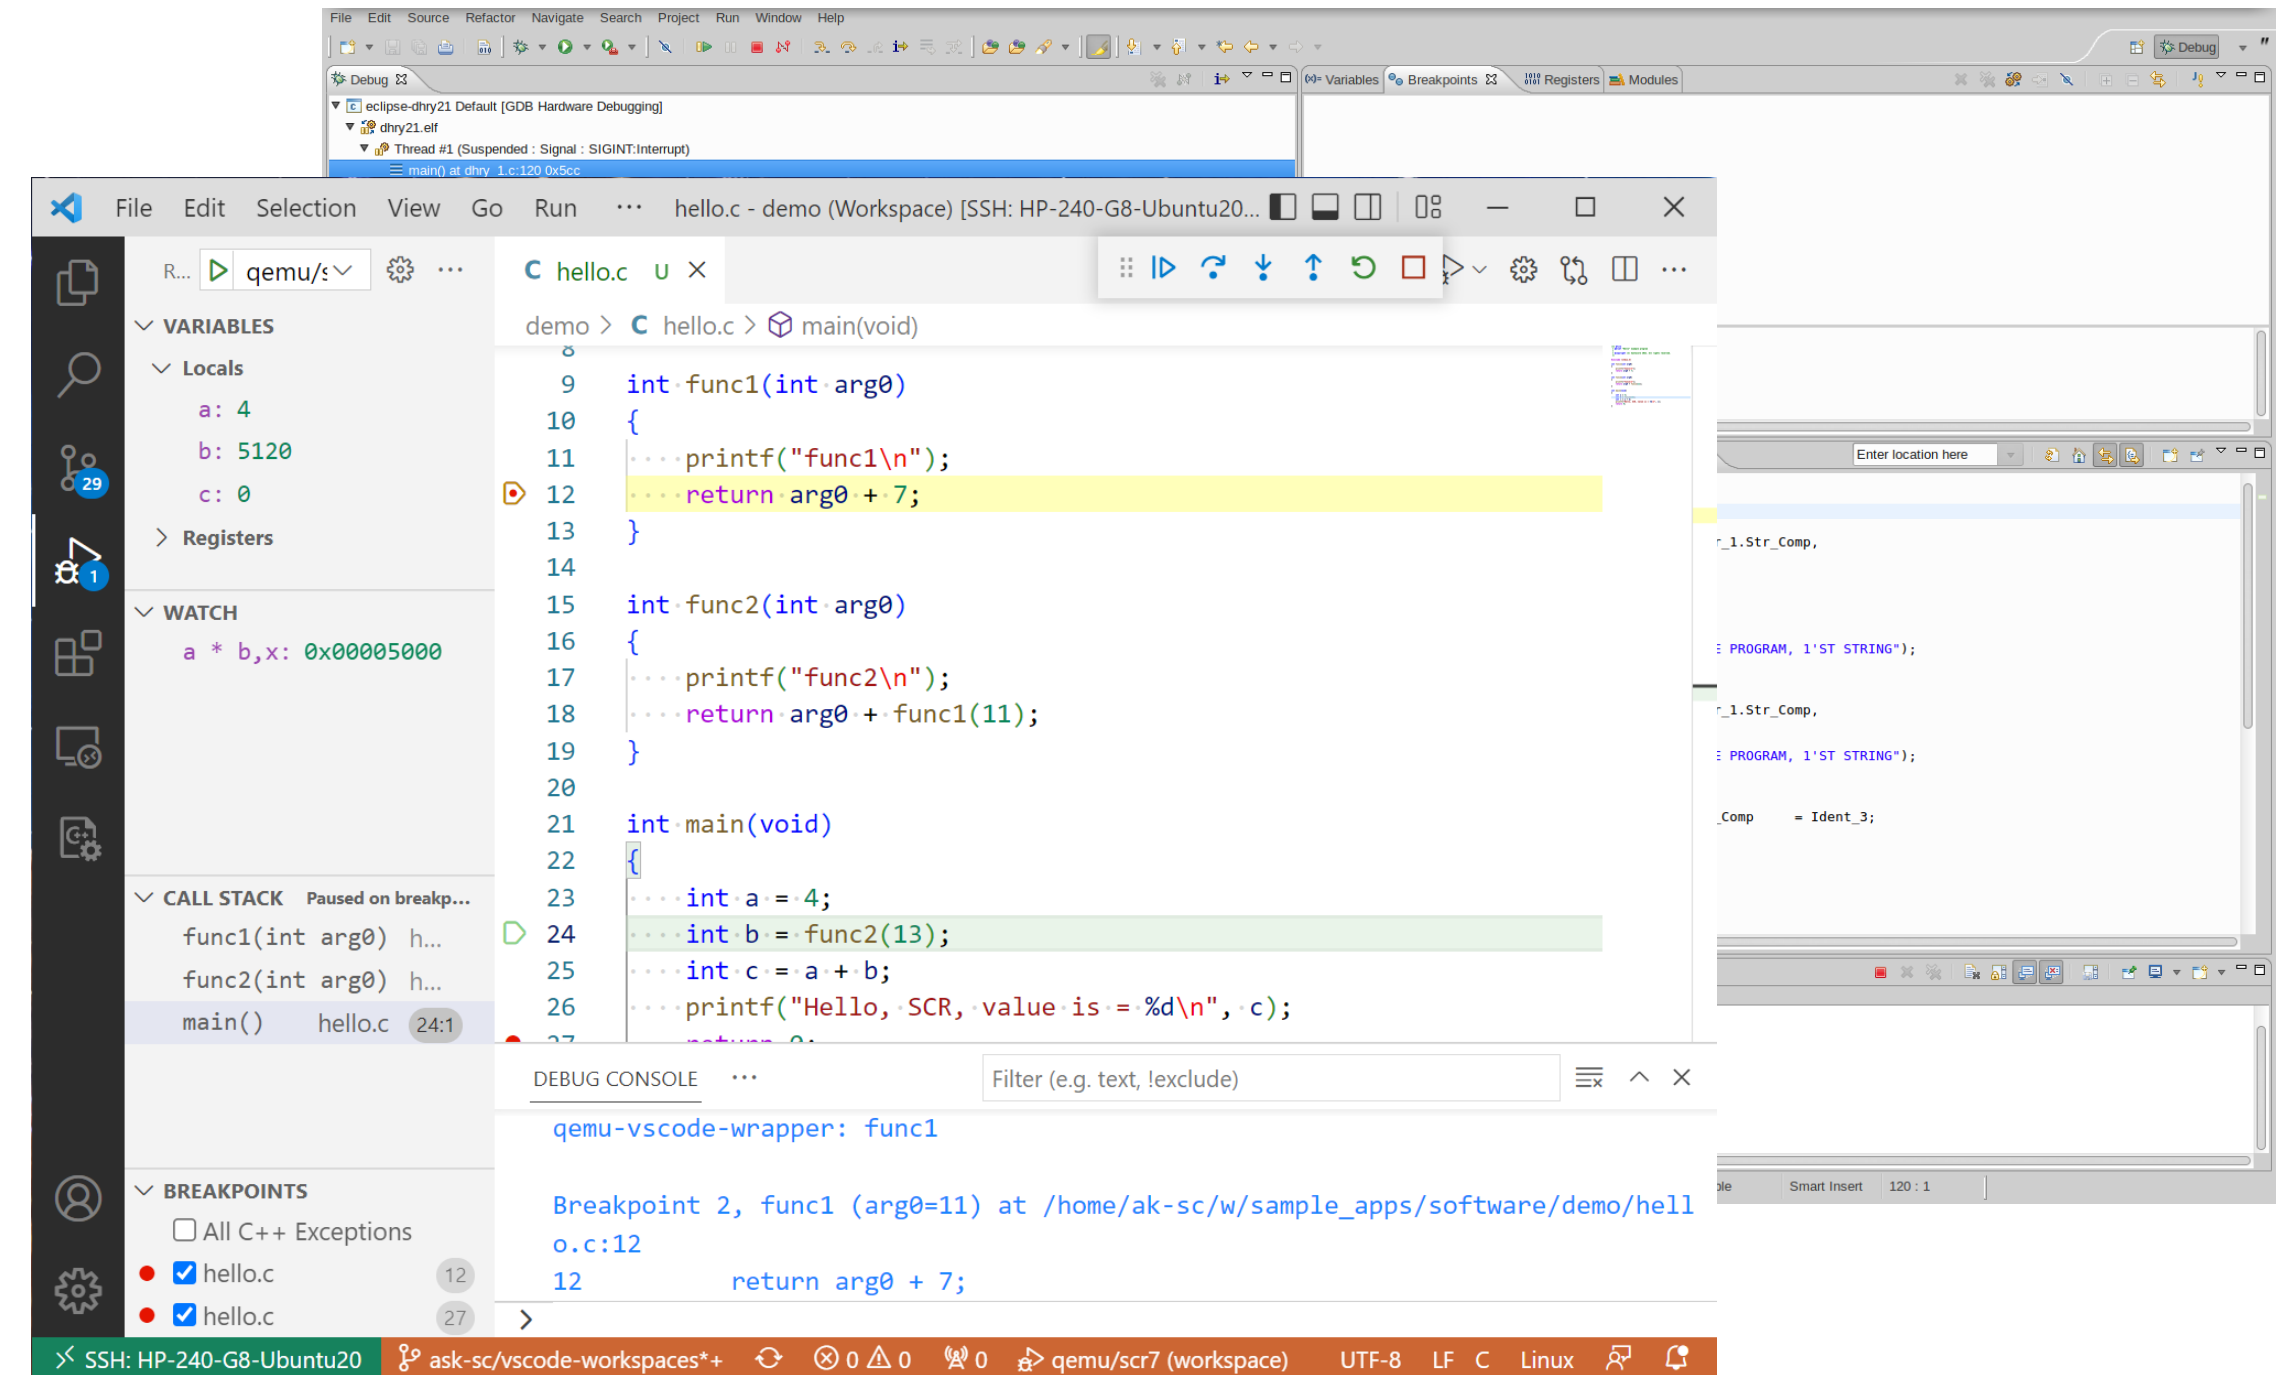 File Edit Source Refactor Navigate Search Project Run Window Help
Debug
Debug
(x)= Variables Breakpoints Registers Modules
eclipse-dhry21 Default [GDB Hardware Debugging]
dhry21.elf
Thread #1 (Suspended : Signal : SIGINT:Interrupt)
main() at dhry_1.c:120 0x5cc
File Edit Selection View Go Run ··· hello.c - demo (Workspace) [SSH: HP-240-G8-Ubuntu20...
R... qemu/s
C hello.c U
demo > C hello.c > main(void)
VARIABLES
Locals
a: 4
b: 5120
c: 0
Registers
WATCH
a * b,x: 0x00005000
CALL STACK Paused on breakp...
func1(int arg0) h...
func2(int arg0) h...
main() hello.c 24:1
BREAKPOINTS
All C++ Exceptions
hello.c 12
hello.c 27
29
1
8
9 int func1(int arg0)
10 {
11 printf("func1\n");
12 return arg0 + 7;
13 }
14
15 int func2(int arg0)
16 {
17 printf("func2\n");
18 return arg0 + func1(11);
19 }
20
21 int main(void)
22 {
23 int a = 4;
24 int b = func2(13);
25 int c = a + b;
26 printf("Hello, SCR, value is = %d\n", c);
27 return 0;
DEBUG CONSOLE ··· Filter (e.g. text, !exclude)
qemu-vscode-wrapper: func1
Breakpoint 2, func1 (arg0=11) at /home/ak-sc/w/sample_apps/software/demo/hell
o.c:12
12 return arg0 + 7;
>
SSH: HP-240-G8-Ubuntu20 ask-sc/vscode-workspaces*+ 0 0 0 qemu/scr7 (workspace) UTF-8 LF C Linux
Enter location here
r_1.Str_Comp,
E PROGRAM, 1'ST STRING");
r_1.Str_Comp,
E PROGRAM, 1'ST STRING");
_Comp = Ident_3;
Smart Insert 120 : 1